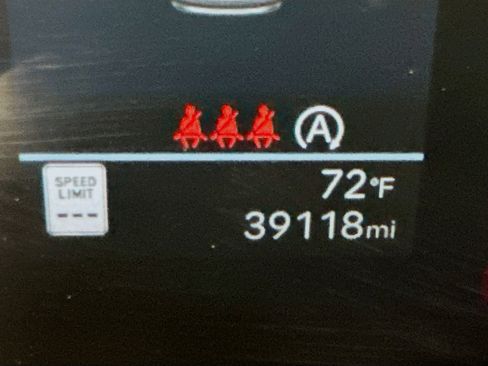 A
SPEED
LIMIT
---
72°F
39118mi